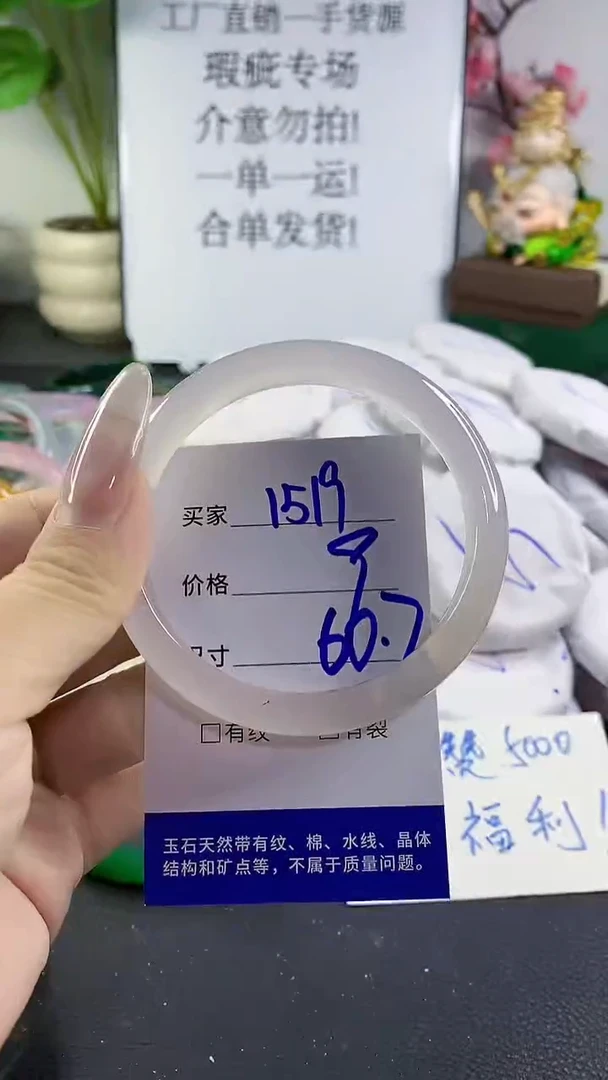 工厂直销一手货源
瑕疵专场
介意勿拍!
一单一运!
合单发货!
买家 1519
价格
尺寸 60.7
□有纹 □有裂
玉石天然带有纹、棉、水线、晶体
结构和矿点等，不属于质量问题。
赞 5000
福利!